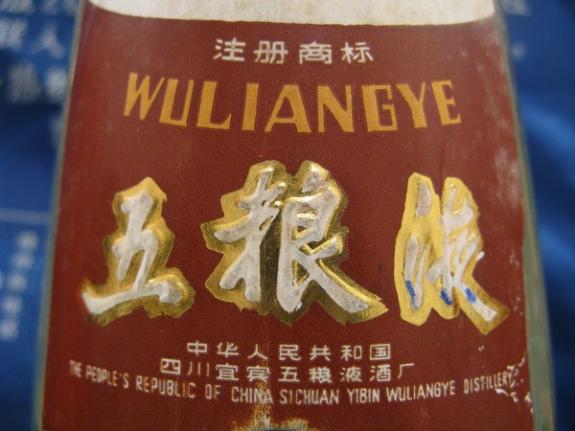 注册商标
WULIANGYE
五粮液
中华人民共和国
四川宜宾五粮液酒厂
THE PEOPLE'S REPUBLIC OF CHINA SICHUAN YIBIN WULIANGYE DISTILLERY